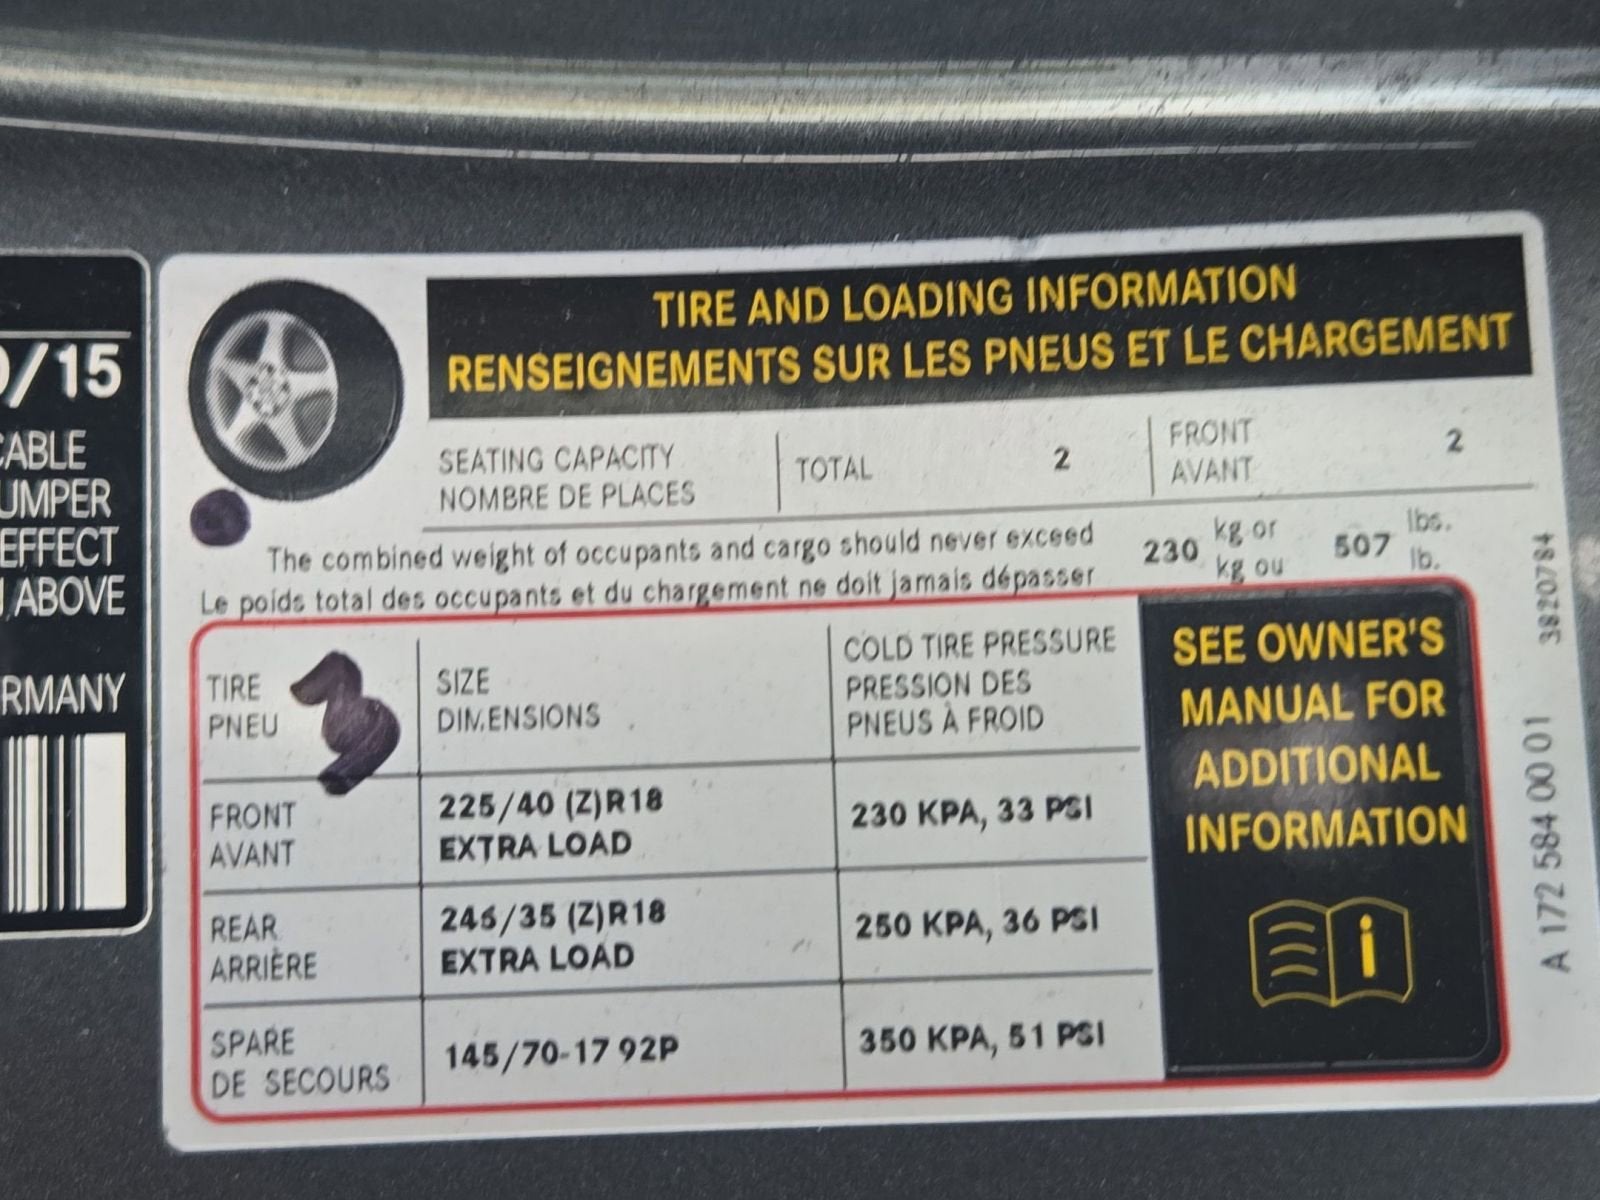 /15
CABLE
UMPER
EFFECT
ABOVE
RMANY
TIRE AND LOADING INFORMATION
RENSEIGNEMENTS SUR LES PNEUS ET LE CHARGEMENT
SEATING CAPACITY
NOMBRE DE PLACES
TOTAL 2
FRONT
AVANT
2
The combined weight of occupants and cargo should never exceed
Le poids total des occupants et du chargement ne doit jamais dépasser
230 kg or
kg ou
507 lbs.
lb.
TIRE
PNEU
SIZE
DIMENSIONS
COLD TIRE PRESSURE
PRESSION DES
PNEUS À FROID
FRONT
AVANT
225/40 (Z)R18
EXTRA LOAD
230 KPA, 33 PSI
REAR
ARRIÈRE
245/35 (Z)R18
EXTRA LOAD
250 KPA, 36 PSI
SPARE
DE SECOURS
145/70-17 92P
350 KPA, 51 PSI
SEE OWNER'S
MANUAL FOR
ADDITIONAL
INFORMATION
i
A 172 584 00 01 3820784